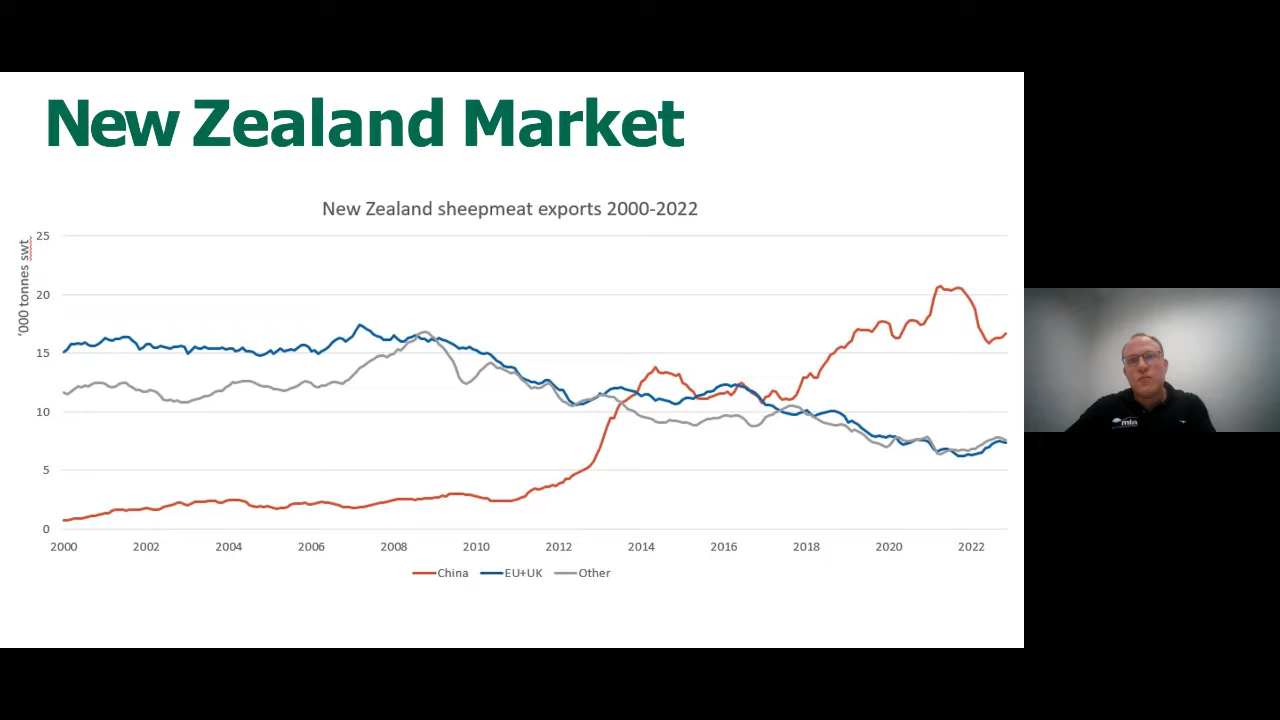 New Zealand Market
New Zealand sheepmeat exports 2000-2022
'000 tonnes swt
25
20
15
10
5
0
2000 2002 2004 2006 2008 2010 2012 2014 2016 2018 2020 2022
China EU+UK Other
mla